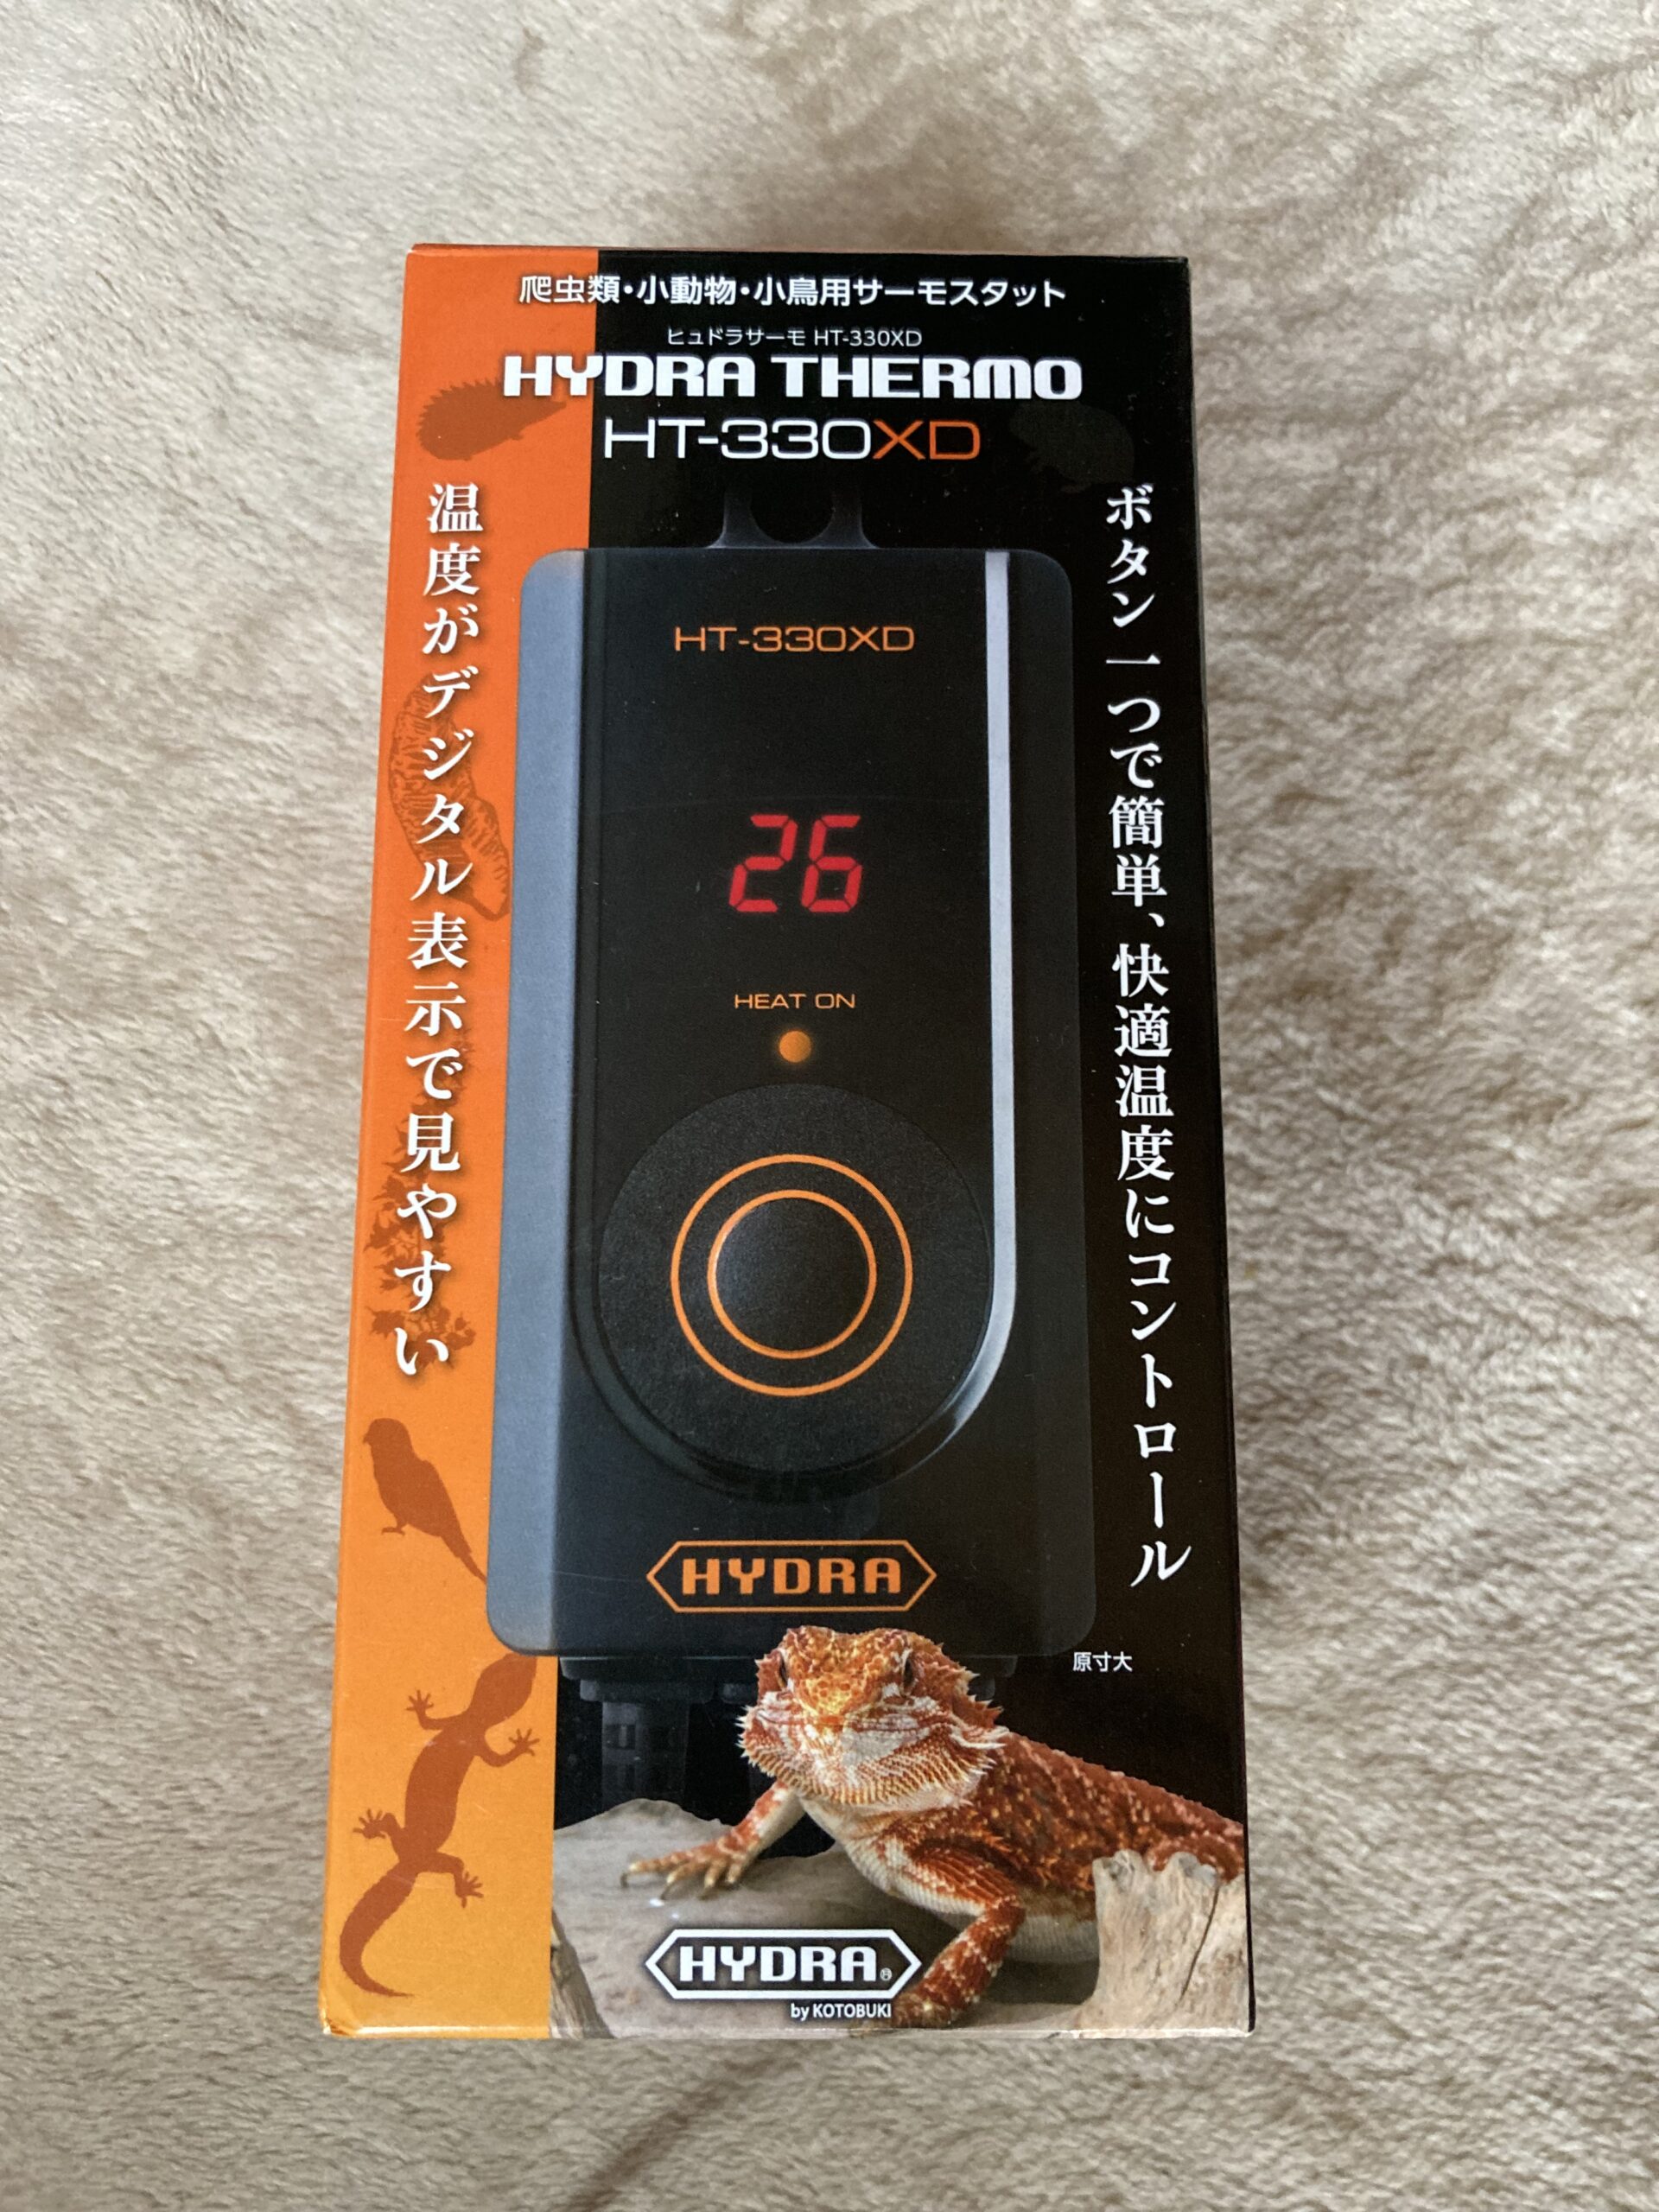 爬虫類・小動物・小鳥用サーモスタット
ヒュドラサーモ HT-330XD
HYDRA THERMO
HT-330XD
ボタン一つで簡単、快適温度にコントロール
温度がデジタル表示で見やすい
HT-330XD
26
HEAT ON
HYDRA
原寸大
HYDRA®
by KOTOBUKI